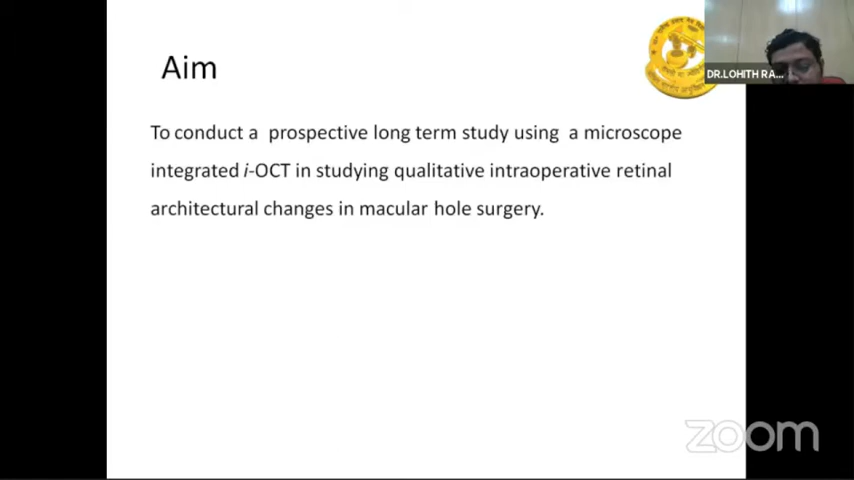 Aim
DR.LOHITH RA...
To conduct a prospective long term study using a microscope
integrated i-OCT in studying qualitative intraoperative retinal
architectural changes in macular hole surgery.
zoom